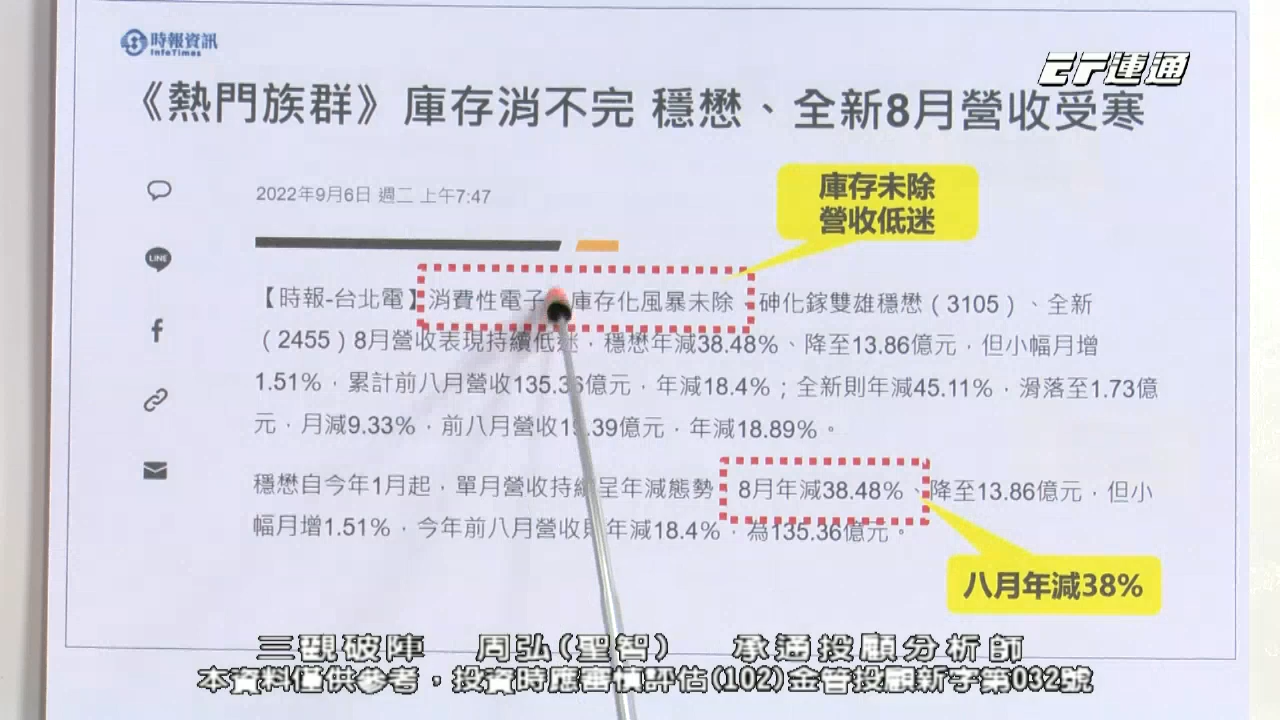 時報資訊
InfoTimes
EF運通
《熱門族群》庫存消不完 穩懋、全新8月營收受寒
2022年9月6日 週二 上午7:47
庫存未除
營收低迷
LINE
【時報-台北電】消費性電子 庫存化風暴未除,砷化鎵雙雄穩懋(3105)、全新
(2455)8月營收表現持續低迷,穩懋年減38.48%、降至13.86億元,但小幅月增
1.51%,累計前八月營收135.36億元,年減18.4%;全新則年減45.11%,滑落至1.73億
元,月減9.33%,前八月營收15.39億元,年減18.89%。
穩懋自今年1月起,單月營收持續呈年減態勢,8月年減38.48%、降至13.86億元,但小
幅月增1.51%,今年前八月營收則年減18.4%,為135.36億元。
八月年減38%
三觀破陣 周弘(聖智) 承通投顧分析師
本資料僅供參考,投資時應審慎評估(102)金管投顧新字第032號